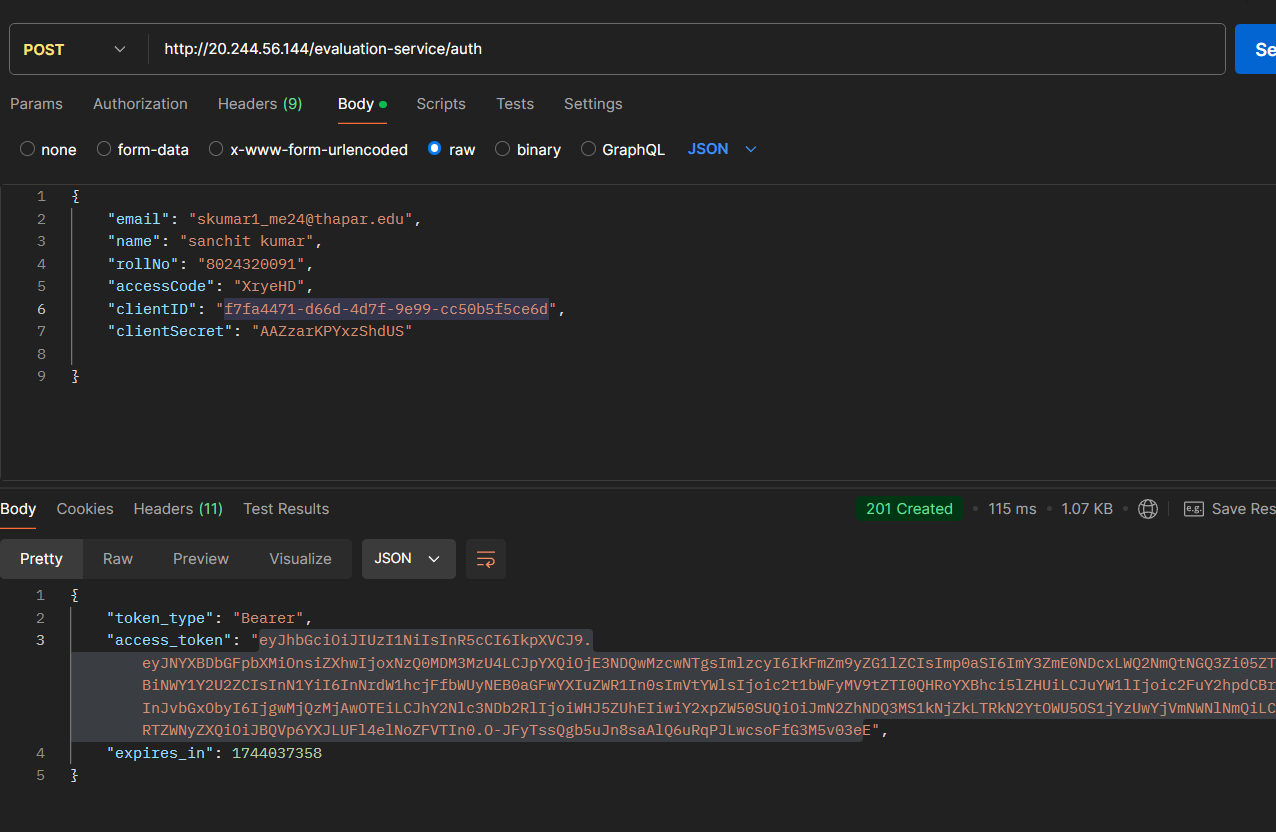 POST http://20.244.56.144/evaluation-service/auth Se
Params Authorization Headers (9) Body Scripts Tests Settings
none form-data x-www-form-urlencoded raw binary GraphQL JSON
1 {
2 "email": "skumar1_me24@thapar.edu",
3 "name": "sanchit kumar",
4 "rollNo": "8024320091",
5 "accessCode": "XryeHD",
6 "clientID": "f7fa4471-d66d-4d7f-9e99-cc50b5f5ce6d",
7 "clientSecret": "AAZzarKPYxzShdUS"
8
9 }
Body Cookies Headers (11) Test Results 201 Created 115 ms 1.07 KB e.g. Save Res
Pretty Raw Preview Visualize JSON
1 {
2 "token_type": "Bearer",
3 "access_token": "eyJhbGciOiJIUzI1NiIsInR5cCI6IkpXVCJ9.
eyJNYXBDbGFpbXMiOnsiZXhwIjoxNzQ0MDM3MzU4LCJpYXQiOjE3NDQwMzcwNTgsImlzcyI6IkFmZm9yZG1lZCIsImp0aSI6ImY3ZmE0NDcxLWQ2NmQtNGQ3Zi05ZT
BiNWY1Y2U2ZCIsInN1YiI6InNrdW1hcjFfbWUyNEB0aGFwYXIuZWR1In0sImVtYWlsIjoic2t1bWFyMV9tZTI0QHRoYXBhci5lZHUiLCJuYW1lIjoic2FuY2hpdCBr
InJvbGxObyI6IjgwMjQzMjAwOTEiLCJhY2Nlc3NDb2RlIjoiWHJ5ZUhEIiwiY2xpZW50SUQiOiJmN2ZhNDQ3MS1kNjZkLTRkN2YtOWU5OS1jYzUwYjVmNWNlNmQiLC
RTZWNyZXQiOiJBQVp6YXJLUFl4elNoZFVTIn0.O-JFyTssQgb5uJn8saAlQ6uRqPJLwcsoFfG3M5v03eE",
4 "expires_in": 1744037358
5 }